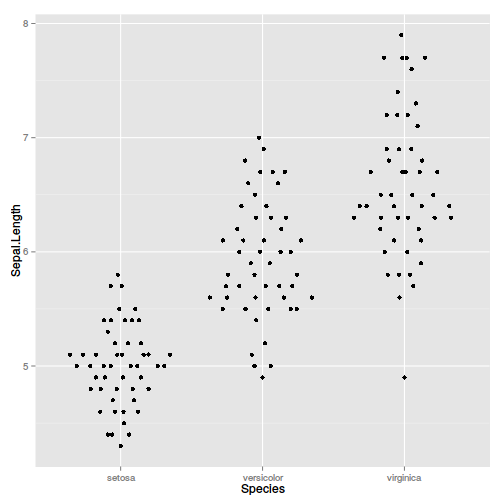 8
7
6
5
Sepal.Length
setosa
versicolor
virginica
Species